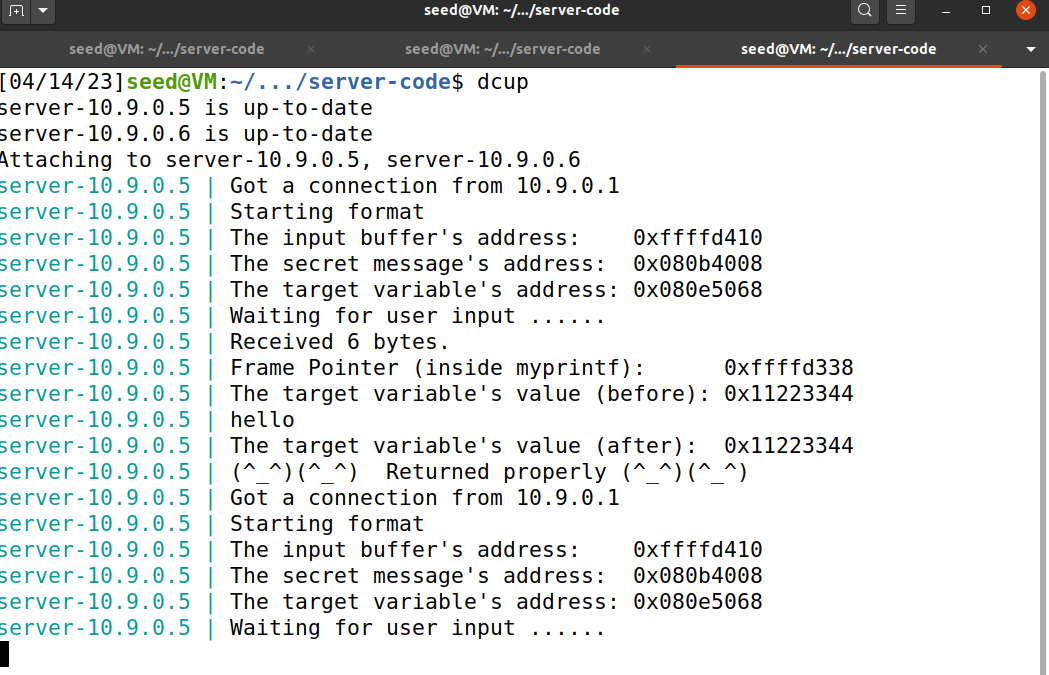 seed@VM: ~/.../server-code
seed@VM: ~/.../server-code seed@VM: ~/.../server-code seed@VM: ~/.../server-code
[04/14/23]seed@VM:~/.../server-code$ dcup
server-10.9.0.5 is up-to-date
server-10.9.0.6 is up-to-date
Attaching to server-10.9.0.5, server-10.9.0.6
server-10.9.0.5 | Got a connection from 10.9.0.1
server-10.9.0.5 | Starting format
server-10.9.0.5 | The input buffer's address:    0xffffd410
server-10.9.0.5 | The secret message's address:  0x080b4008
server-10.9.0.5 | The target variable's address: 0x080e5068
server-10.9.0.5 | Waiting for user input ......
server-10.9.0.5 | Received 6 bytes.
server-10.9.0.5 | Frame Pointer (inside myprintf):      0xffffd338
server-10.9.0.5 | The target variable's value (before): 0x11223344
server-10.9.0.5 | hello
server-10.9.0.5 | The target variable's value (after):  0x11223344
server-10.9.0.5 | (^_^)(^_^)  Returned properly (^_^)(^_^)
server-10.9.0.5 | Got a connection from 10.9.0.1
server-10.9.0.5 | Starting format
server-10.9.0.5 | The input buffer's address:    0xffffd410
server-10.9.0.5 | The secret message's address:  0x080b4008
server-10.9.0.5 | The target variable's address: 0x080e5068
server-10.9.0.5 | Waiting for user input ......